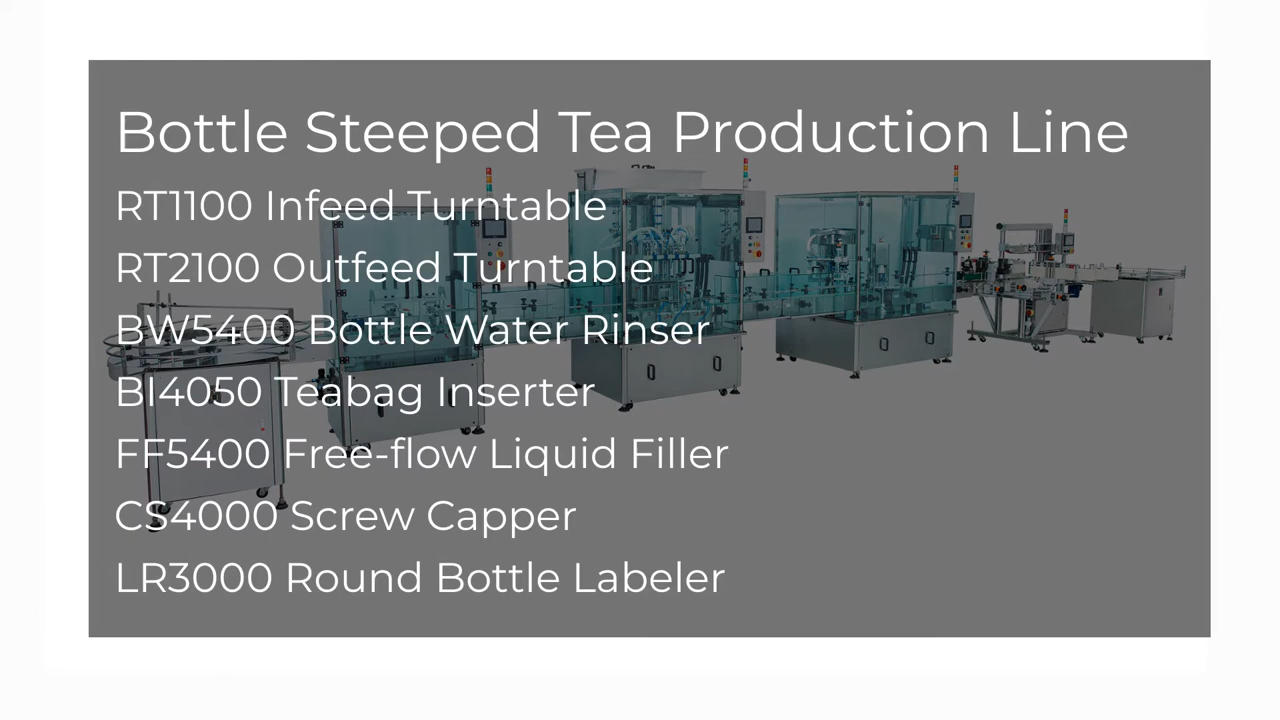 Bottle Steeped Tea Production Line
RT1100 Infeed Turntable
RT2100 Outfeed Turntable
BW5400 Bottle Water Rinser
BI4050 Teabag Inserter
FF5400 Free-flow Liquid Filler
CS4000 Screw Capper
LR3000 Round Bottle Labeler